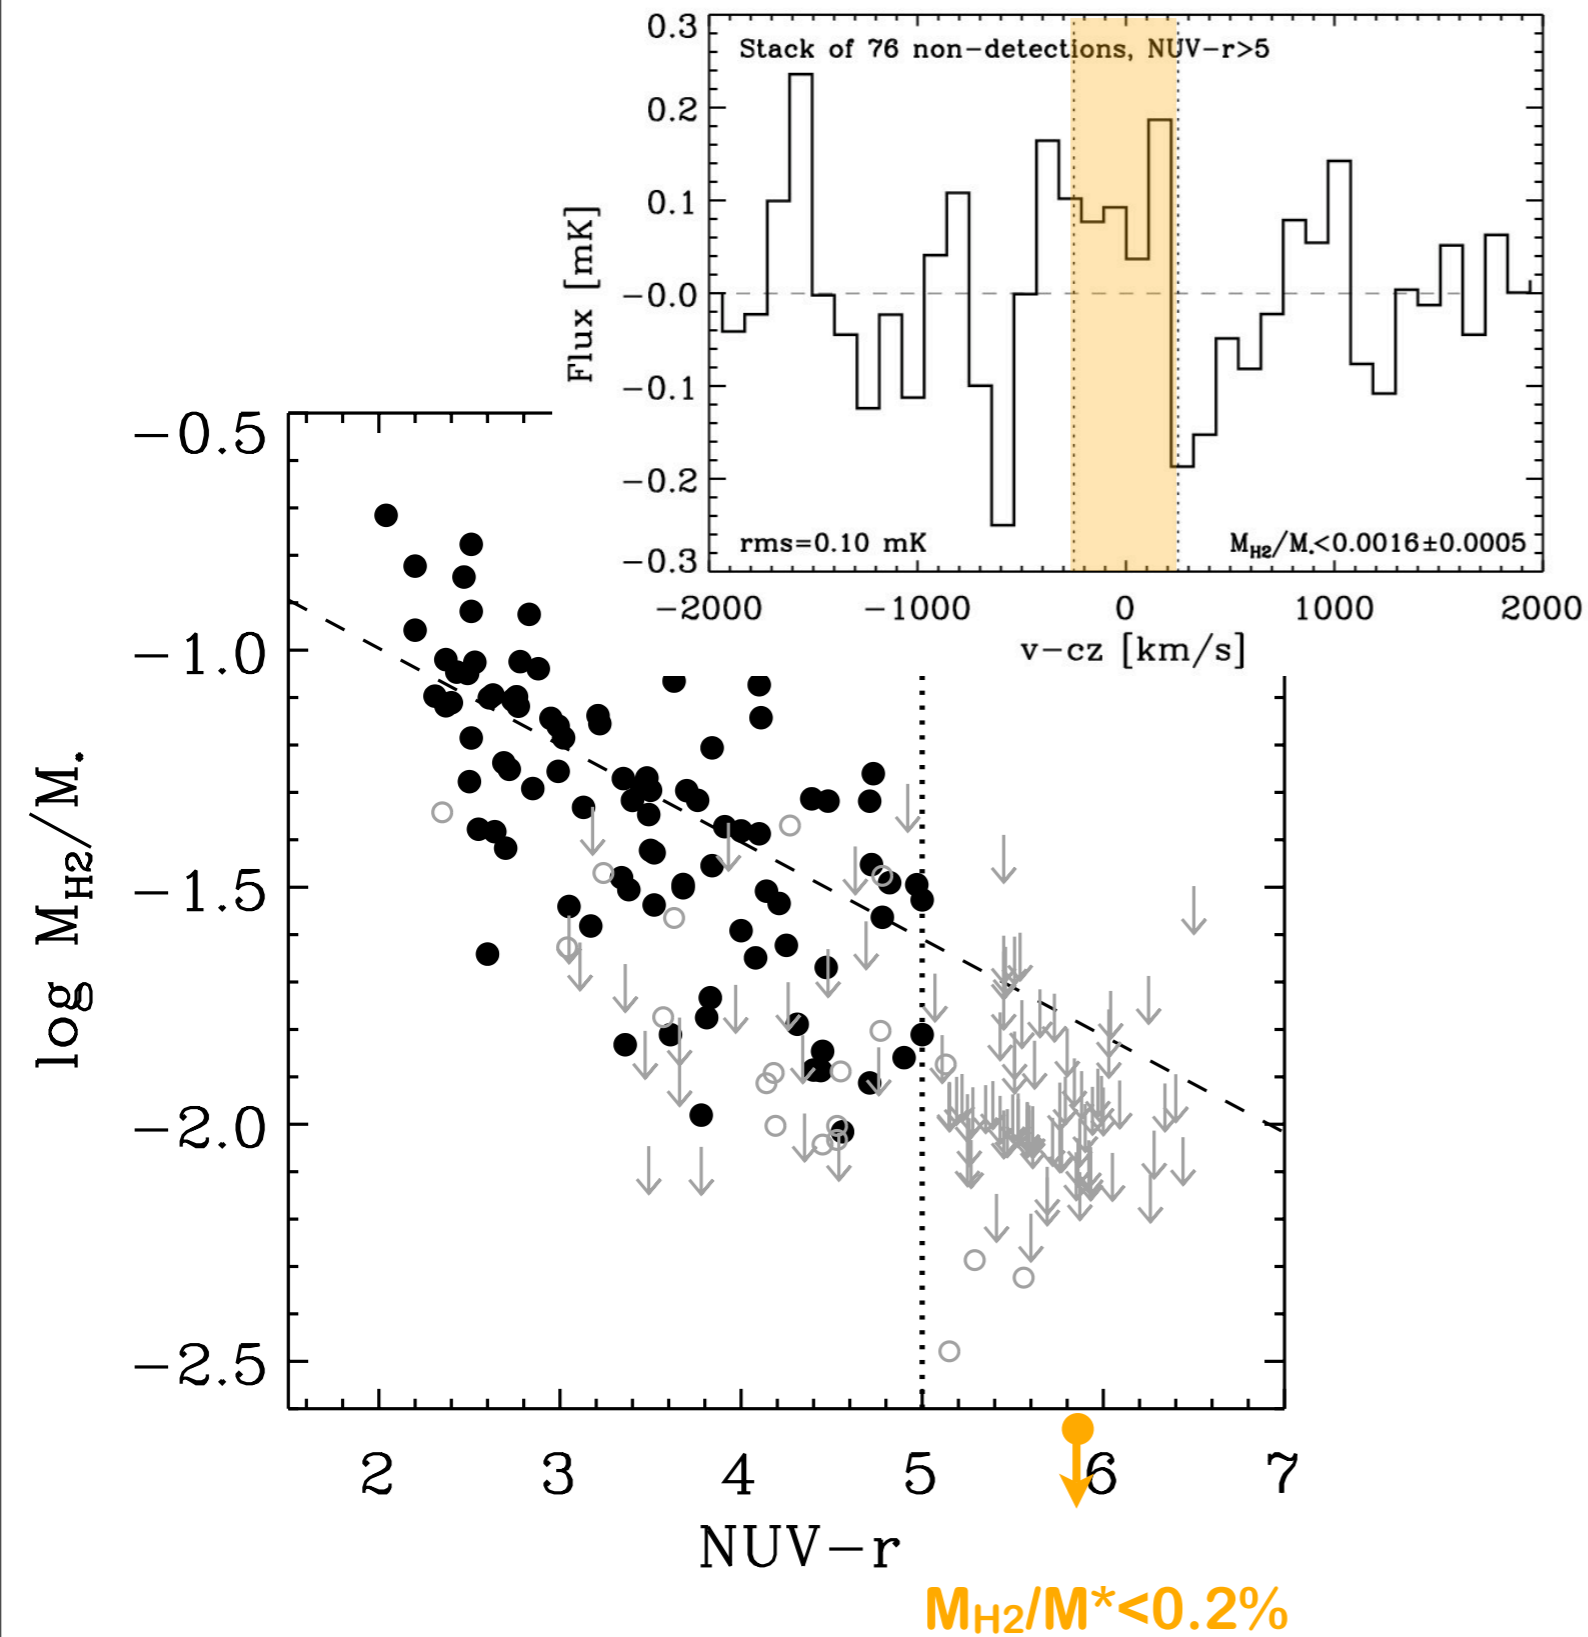 0.3
Stack of 76 non-detections, NUV-r>5
0.2
0.1
Flux [mK]
-0.0
-0.1
-0.2
rms=0.10 mK
M_H2/M*<0.0016±0.0005
-0.3
-2000 -1000 0 1000 2000
v-cz [km/s]
-0.5
-1.0
log M_H2/M*
-1.5
-2.0
-2.5
2 3 4 5 6 7
NUV-r
M_H2/M*<0.2%